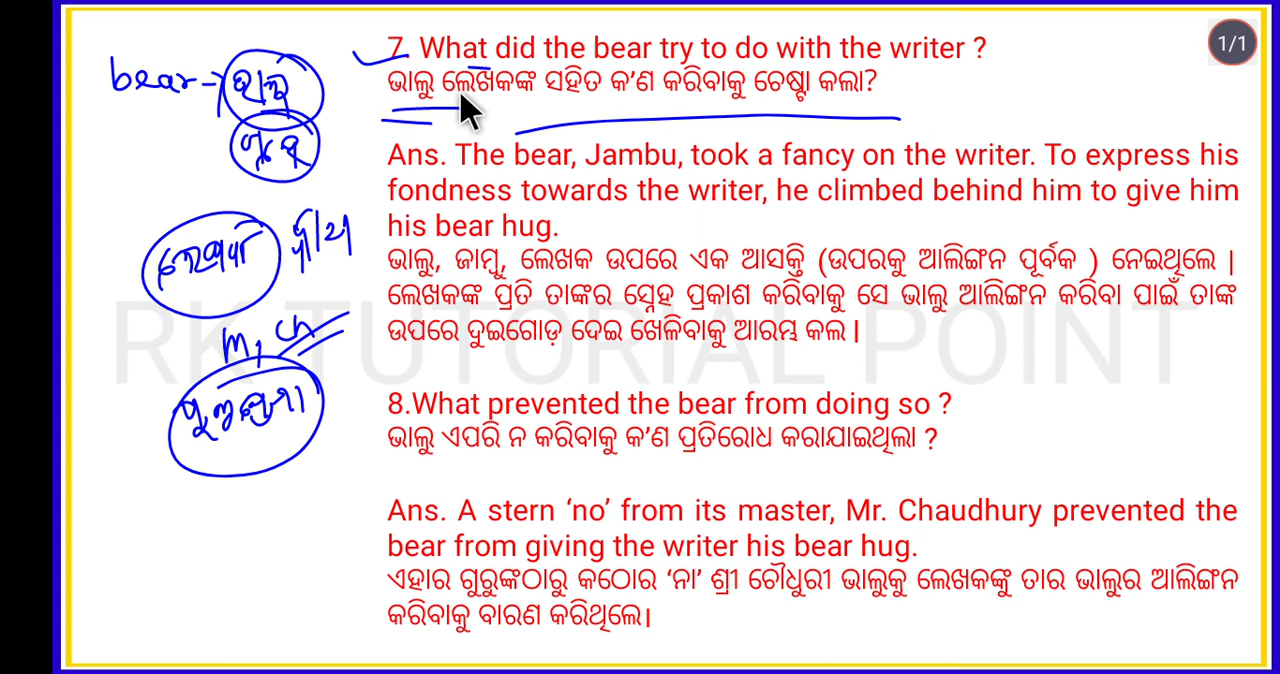 1/1
7. What did the bear try to do with the writer ?
ଭାଲୁ ଲେଖକଙ୍କ ସହିତ କ'ଣ କରିବାକୁ ଚେଷ୍ଟା କଲା?
bear → ଭାଲୁ
Ans. The bear, Jambu, took a fancy on the writer. To express his
fondness towards the writer, he climbed behind him to give him
his bear hug.
ଭାଲୁ, ଜାମ୍ବୁ, ଲେଖକ ଉପରେ ଏକ ଆସକ୍ତି (ଉପରକୁ ଆଲିଙ୍ଗନ ପୂର୍ବକ ) ନେଇଥିଲେ |
ଲେଖକଙ୍କ ପ୍ରତି ତାଙ୍କର ସ୍ନେହ ପ୍ରକାଶ କରିବାକୁ ସେ ଭାଲୁ ଆଲିଙ୍ଗନ କରିବା ପାଇଁ ତାଙ୍କ
ଉପରେ ଦୁଇଗୋଡ଼ ଦେଇ ଖେଳିବାକୁ ଆରମ୍ଭ କଲ |
RK TUTORIAL POINT
8.What prevented the bear from doing so ?
ଭାଲୁ ଏପରି ନ କରିବାକୁ କ'ଣ ପ୍ରତିରୋଧ କରାଯାଇଥିଲା ?
Ans. A stern ‘no’ from its master, Mr. Chaudhury prevented the
bear from giving the writer his bear hug.
ଏହାର ଗୁରୁଙ୍କଠାରୁ କଠୋର ‘ନା’ ଶ୍ରୀ ଚୌଧୁରୀ ଭାଲୁକୁ ଲେଖକଙ୍କୁ ତାର ଭାଲୁର ଆଲିଙ୍ଗନ
କରିବାକୁ ବାରଣ କରିଥିଲେ|